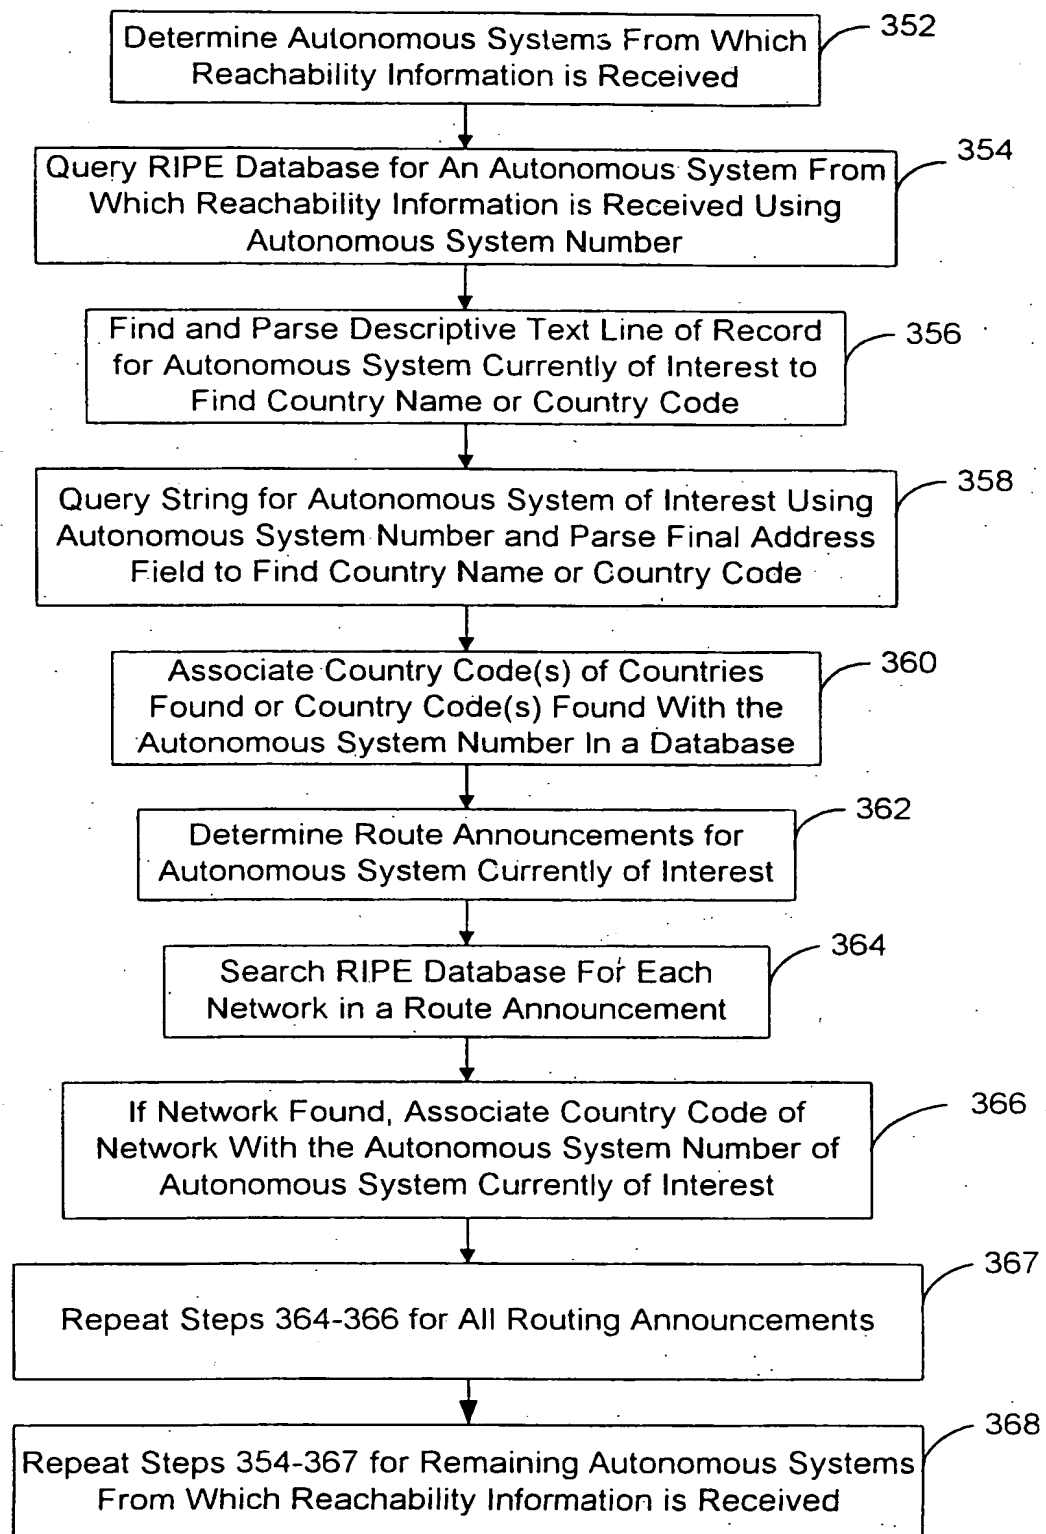 Determine Autonomous Systems From Which
Reachability Information is Received
352
Query RIPE Database for An Autonomous System From
Which Reachability Information is Received Using
Autonomous System Number
354
Find and Parse Descriptive Text Line of Record
for Autonomous System Currently of Interest to
Find Country Name or Country Code
356
Query String for Autonomous System of Interest Using
Autonomous System Number and Parse Final Address
Field to Find Country Name or Country Code
358
Associate Country Code(s) of Countries
Found or Country Code(s) Found With the
Autonomous System Number In a Database
360
Determine Route Announcements for
Autonomous System Currently of Interest
362
Search RIPE Database For Each
Network in a Route Announcement
364
If Network Found, Associate Country Code of
Network With the Autonomous System Number of
Autonomous System Currently of Interest
366
Repeat Steps 364-366 for All Routing Announcements
367
Repeat Steps 354-367 for Remaining Autonomous Systems
From Which Reachability Information is Received
368